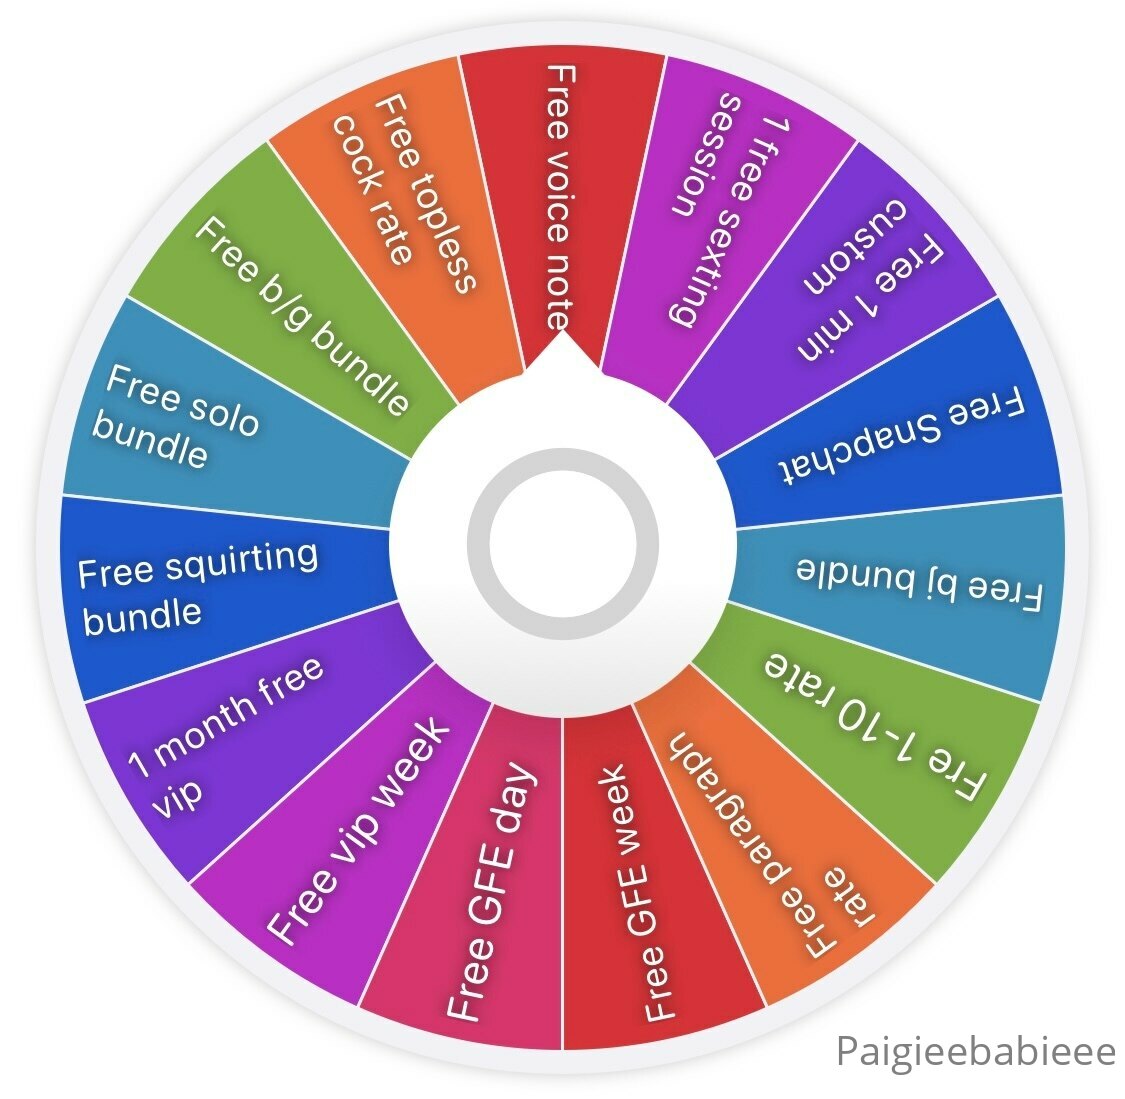 Free voice note
1 free sexting
session
Free 1 min
custom
Free Snapchat
Free bj bundle
Fre 1-10 rate
Free paragraph
rate
Free GFE week
Free GFE day
Free vip week
1 month free
vip
Free squirting
bundle
Free solo
bundle
Free b/g bundle
Free topless
cock rate
Paigieebabieee